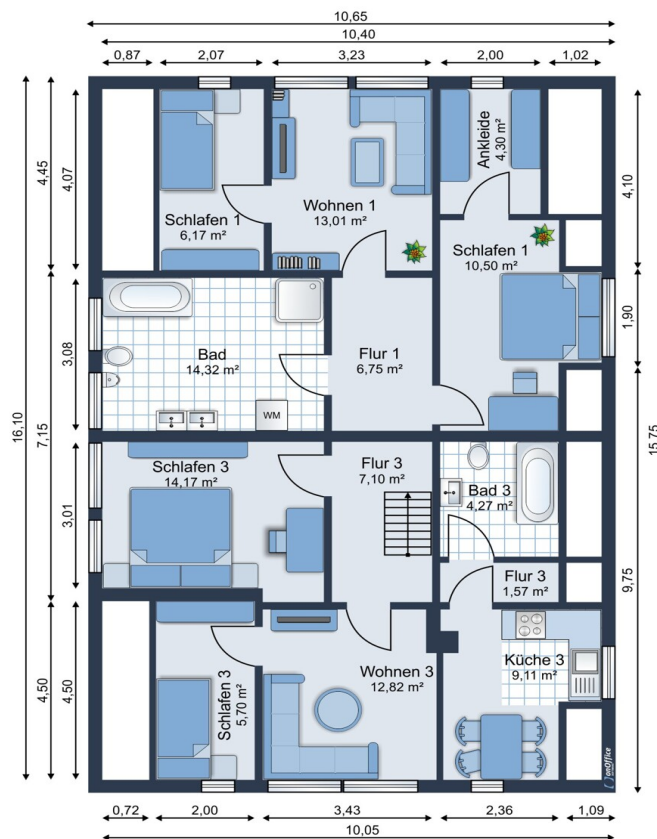 10,65
10,40
0,87
2,07
3,23
2,00
1,02
16,10
4,45
4,07
7,15
3,08
3,01
4,50
4,50
Schlafen 1
6,17 m²
Wohnen 1
13,01 m²
Ankleide
4,30 m²
Schlafen 1
10,50 m²
Bad
14,32 m²
WM
Flur 1
6,75 m²
Schlafen 3
14,17 m²
Flur 3
7,10 m²
Bad 3
4,27 m²
Flur 3
1,57 m²
Schlafen 3
5,70 m²
Wohnen 3
12,82 m²
Küche 3
9,11 m²
onOffice
4,10
1,90
15,75
9,75
0,72
2,00
3,43
2,36
1,09
10,05